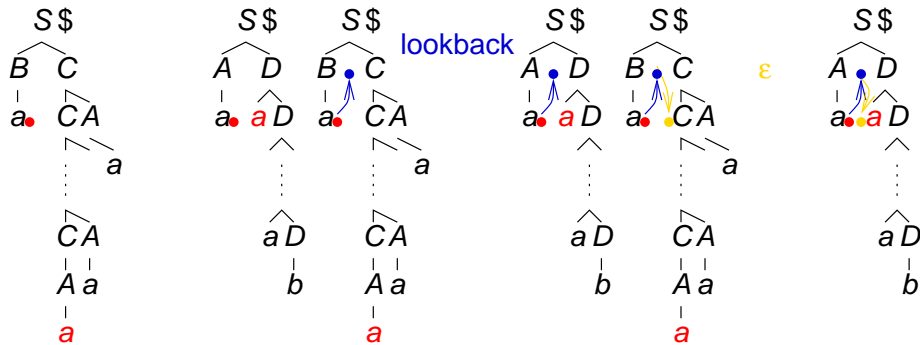 S $ S $ S $ S $ S $ S $
lookback
B C A D B C A D B C ε A D
a C A a a D a C A a a D a C A a a D
a a a
C A a D C A a D C A a D
A a b A a b A a b
a a a